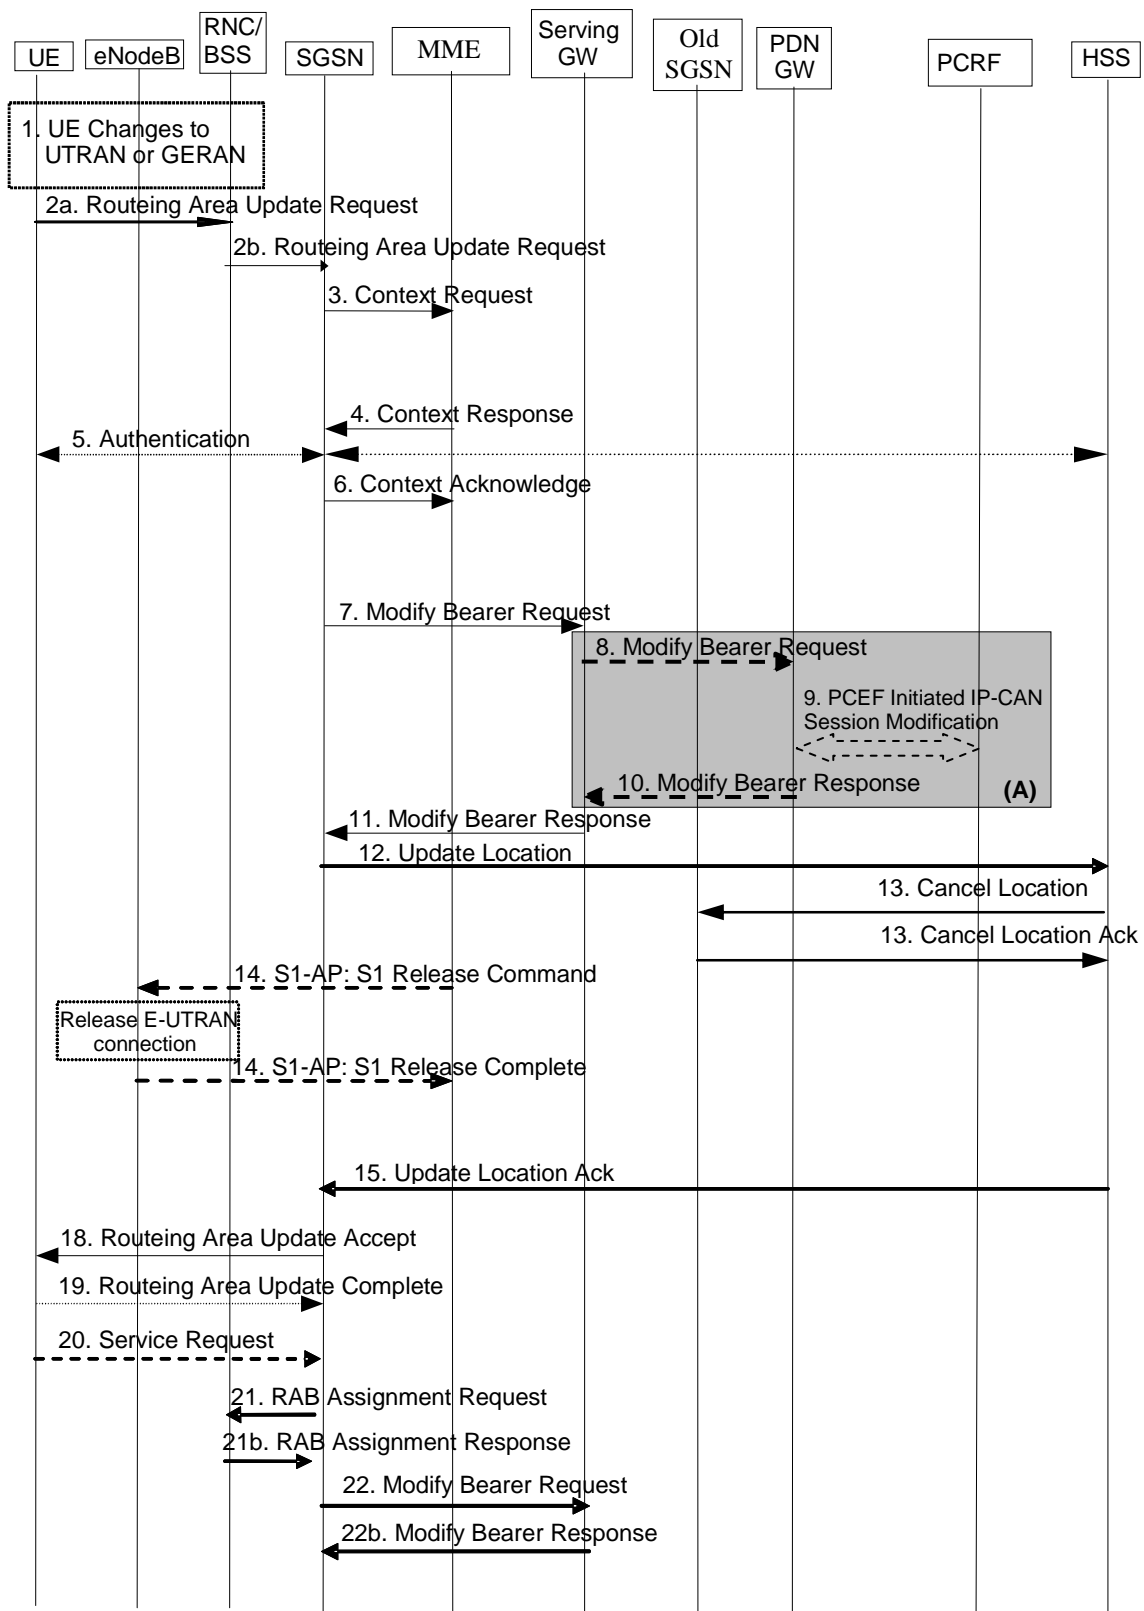 UE
eNodeB
RNC/
BSS
SGSN
MME
Serving
GW
Old
SGSN
PDN
GW
PCRF
HSS
1. UE Changes to
UTRAN or GERAN
2a. Routeing Area Update Request
2b. Routeing Area Update Request
3. Context Request
4. Context Response
5. Authentication
6. Context Acknowledge
7. Modify Bearer Request
8. Modify Bearer Request
9. PCEF Initiated IP-CAN
Session Modification
10. Modify Bearer Response
(A)
11. Modify Bearer Response
12. Update Location
13. Cancel Location
13. Cancel Location Ack
14. S1-AP: S1 Release Command
Release E-UTRAN
connection
14. S1-AP: S1 Release Complete
15. Update Location Ack
18. Routeing Area Update Accept
19. Routeing Area Update Complete
20. Service Request
21. RAB Assignment Request
21b. RAB Assignment Response
22. Modify Bearer Request
22b. Modify Bearer Response